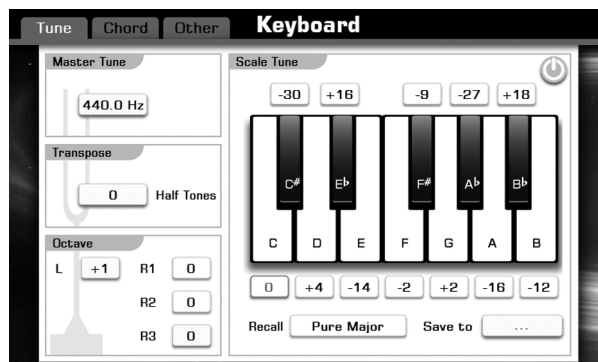 Tune Chord Other Keyboard
Master Tune
440.0 Hz
Transpose
0 Half Tones
Octave
L +1 R1 0
R2 0
R3 0
Scale Tune
-30 +16 -9 -27 +18
C# E♭ F# A♭ B♭
C D E F G A B
0 +4 -14 -2 +2 -16 -12
Recall Pure Major Save to ...